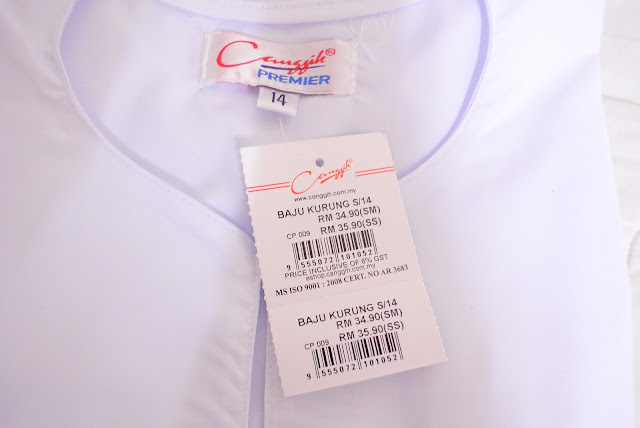 Canggih®
PREMIER
14
Canggih®
www.canggih.com.my
BAJU KURUNG S/14
RM 34.90(SM)
CP 009 RM 35.90(SS)
9 555072 101052
PRICE INCLUSIVE OF 6% GST
eshop.canggih.com.my
MS ISO 9001 : 2008 CERT. NO AR 3683
BAJU KURUNG S/14
RM 34.90(SM)
CP 009 RM 35.90(SS)
9 555072 101052